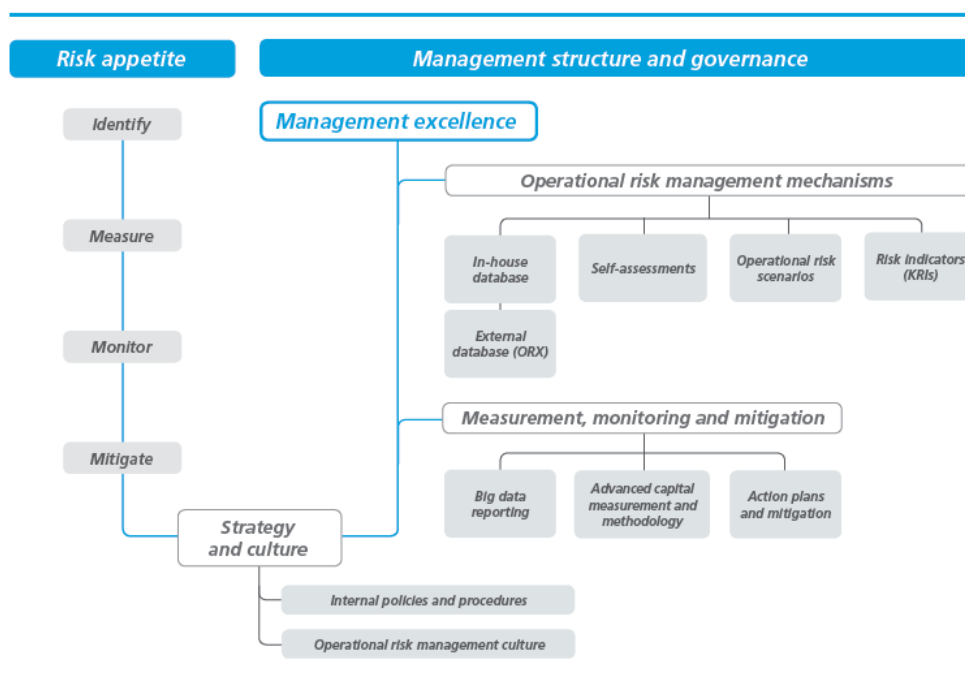 Risk appetite
Management structure and governance
Identify
Measure
Monitor
Mitigate
Management excellence
Operational risk management mechanisms
In-house
database
Self-assessments
Operational risk
scenarios
Risk indicators
(KRIs)
External
database (ORX)
Measurement, monitoring and mitigation
Big data
reporting
Advanced capital
measurement and
methodology
Action plans
and mitigation
Strategy
and culture
Internal policies and procedures
Operational risk management culture